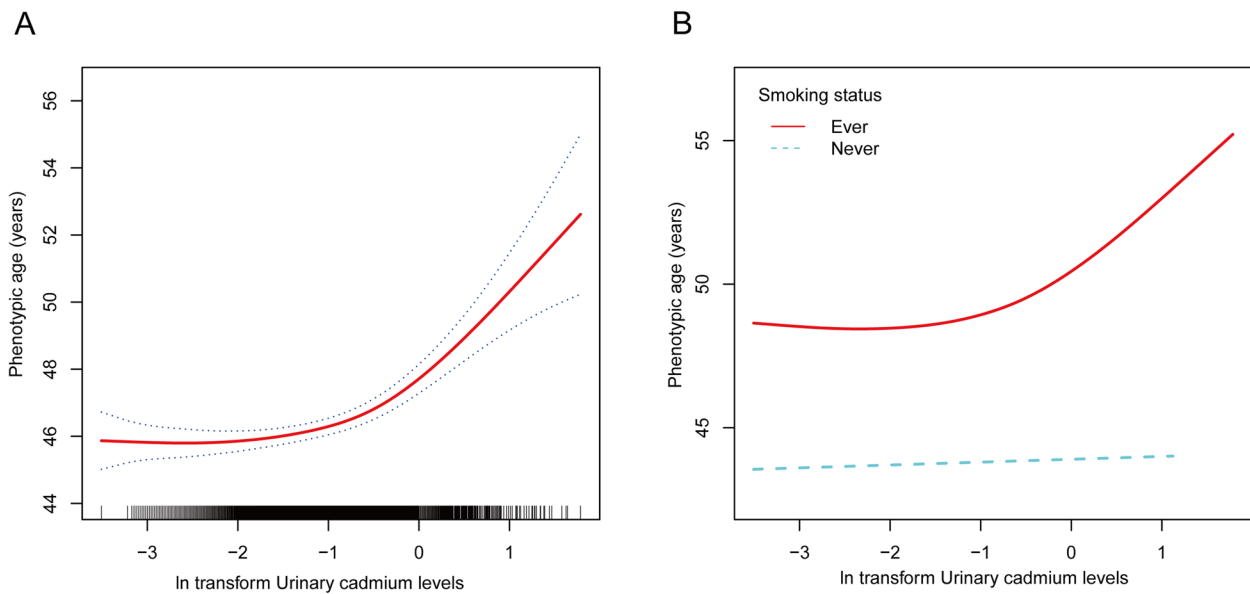 A
Phenotypic age (years)
56
54
52
50
48
46
44
−3
−2
−1
0
1
ln transform Urinary cadmium levels
B
Smoking status
Ever
Never
Phenotypic age (years)
55
50
45
−3
−2
−1
0
1
ln transform Urinary cadmium levels